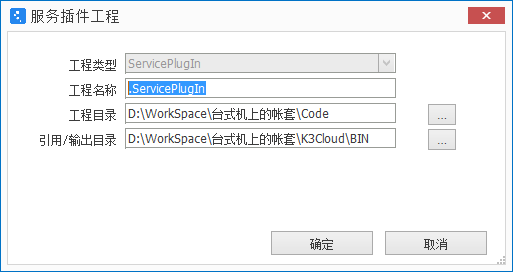 服务插件工程
工程类型 ServicePlugIn
工程名称 .ServicePlugIn
工程目录 D:\WorkSpace\台式机上的帐套\Code ...
引用/输出目录 D:\WorkSpace\台式机上的帐套\K3Cloud\BIN ...
确定 取消